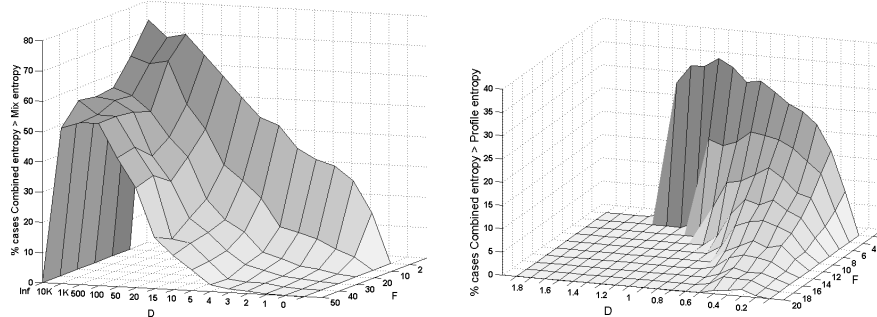 % cases Combined entropy > Mix entropy
80
70
60
50
40
30
20
10
0
Inf 10K 1K 500 100 50 20 15 10 5 4 3 2 1 0
D
50 40 30 20 10 2
F
% cases Combined entropy > Profile entropy
40
35
30
25
20
15
10
5
0
1.8 1.6 1.4 1.2 1 0.8 0.6 0.4 0.2
D
20 18 16 14 12 10 8 6 4
F